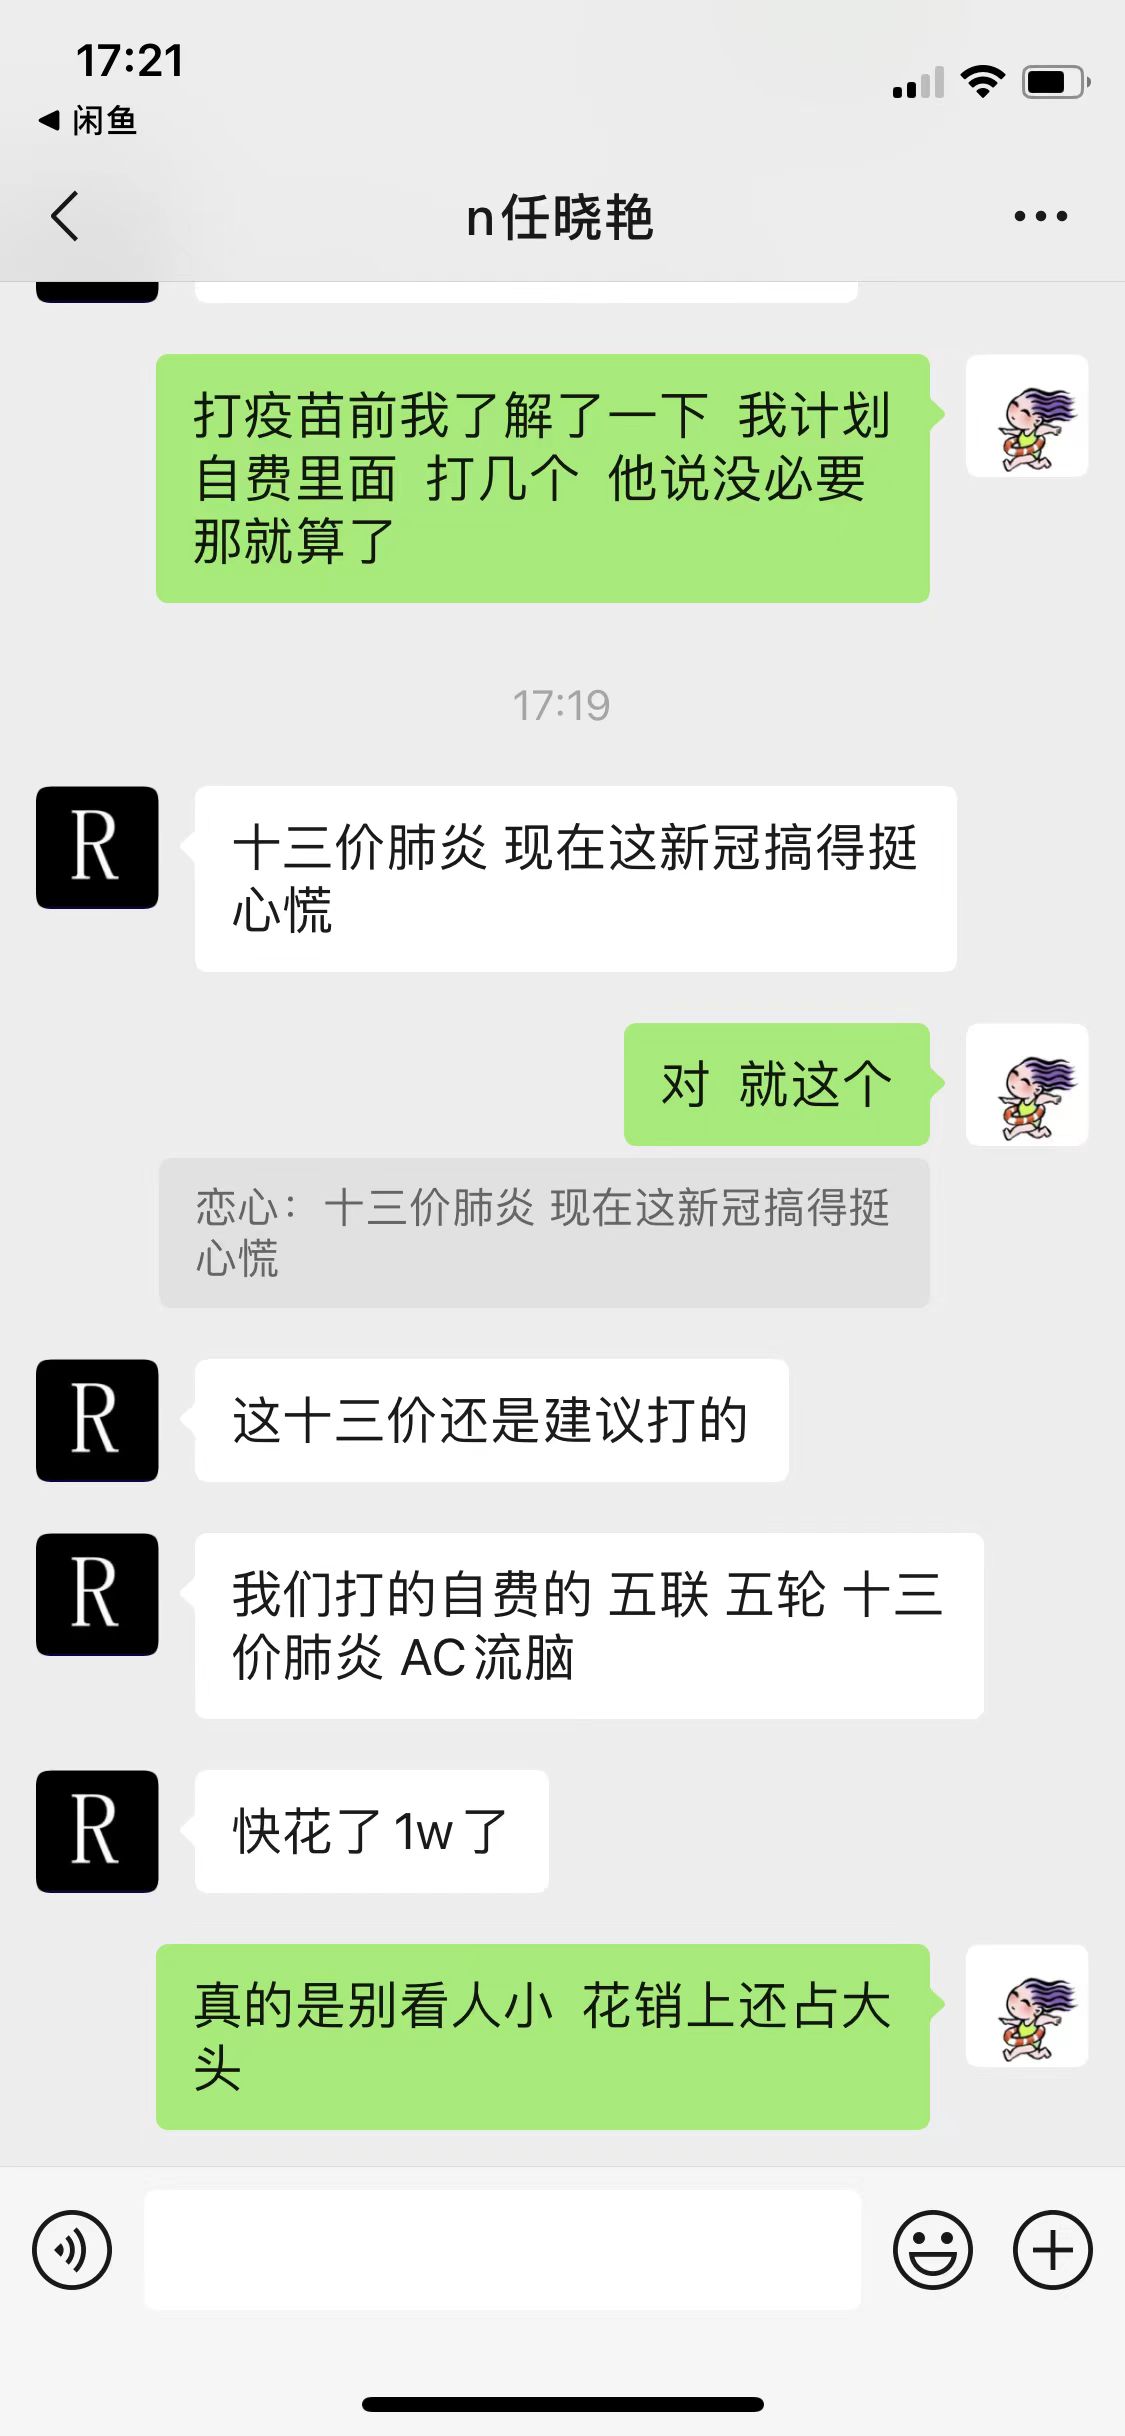 17:21
闲鱼
n任晓艳
打疫苗前我了解了一下 我计划
自费里面 打几个 他说没必要
那就算了
17:19
R
十三价肺炎 现在这新冠搞得挺
心慌
对 就这个
恋心：十三价肺炎 现在这新冠搞得挺
心慌
R
这十三价还是建议打的
R
我们打的自费的 五联 五轮 十三
价肺炎 AC流脑
R
快花了1w了
真的是别看人小 花销上还占大
头